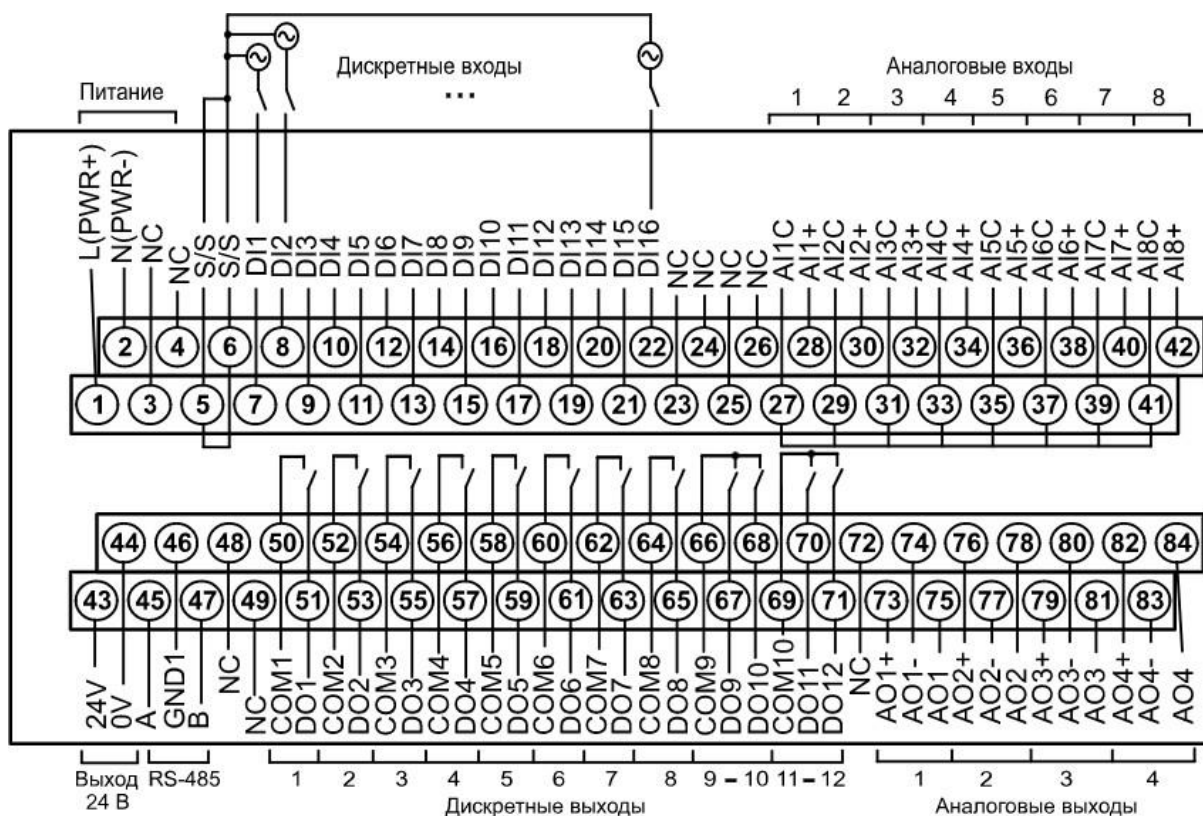 Дискретные входы
...
Аналоговые входы
Питание
1 2 3 4 5 6 7 8
L(PWR+) N(PWR-) NC NC S/S S/S DI1 DI2 DI3 DI4 DI5 DI6 DI7 DI8 DI9 DI10 DI11 DI12 DI13 DI14 DI15 DI16 NC NC NC NC AI1C AI1+ AI2C AI2+ AI3C AI3+ AI4C AI4+ AI5C AI5+ AI6C AI6+ AI7C AI7+ AI8C AI8+
2 4 6 8 10 12 14 16 18 20 22 24 26 28 30 32 34 36 38 40 42
1 3 5 7 9 11 13 15 17 19 21 23 25 27 29 31 33 35 37 39 41
44 46 48 50 52 54 56 58 60 62 64 66 68 70 72 74 76 78 80 82 84
43 45 47 49 51 53 55 57 59 61 63 65 67 69 71 73 75 77 79 81 83
24V 0V A GND1 B NC NC COM1 DO1 COM2 DO2 COM3 DO3 COM4 DO4 COM5 DO5 COM6 DO6 COM7 DO7 COM8 DO8 COM9 DO9 DO10 COM10 DO11 DO12 NC AO1+ AO1- AO1 AO2+ AO2- AO2 AO3+ AO3- AO3 AO4+ AO4- AO4
Выход RS-485 1 2 3 4 5 6 7 8 9 – 10 11 – 12 1 2 3 4
24 В Дискретные выходы Аналоговые выходы